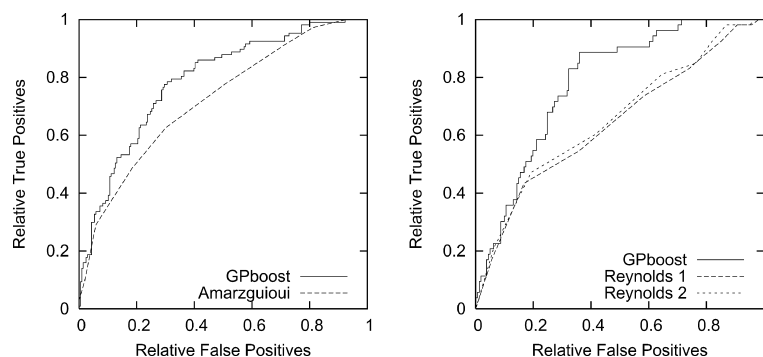 1
0.8
0.6
0.4
0.2
0
0 0.2 0.4 0.6 0.8 1
Relative True Positives
Relative False Positives
GPboost
Amarzguioui
1
0.8
0.6
0.4
0.2
0
0 0.2 0.4 0.6 0.8
Relative True Positives
Relative False Positives
GPboost
Reynolds 1
Reynolds 2